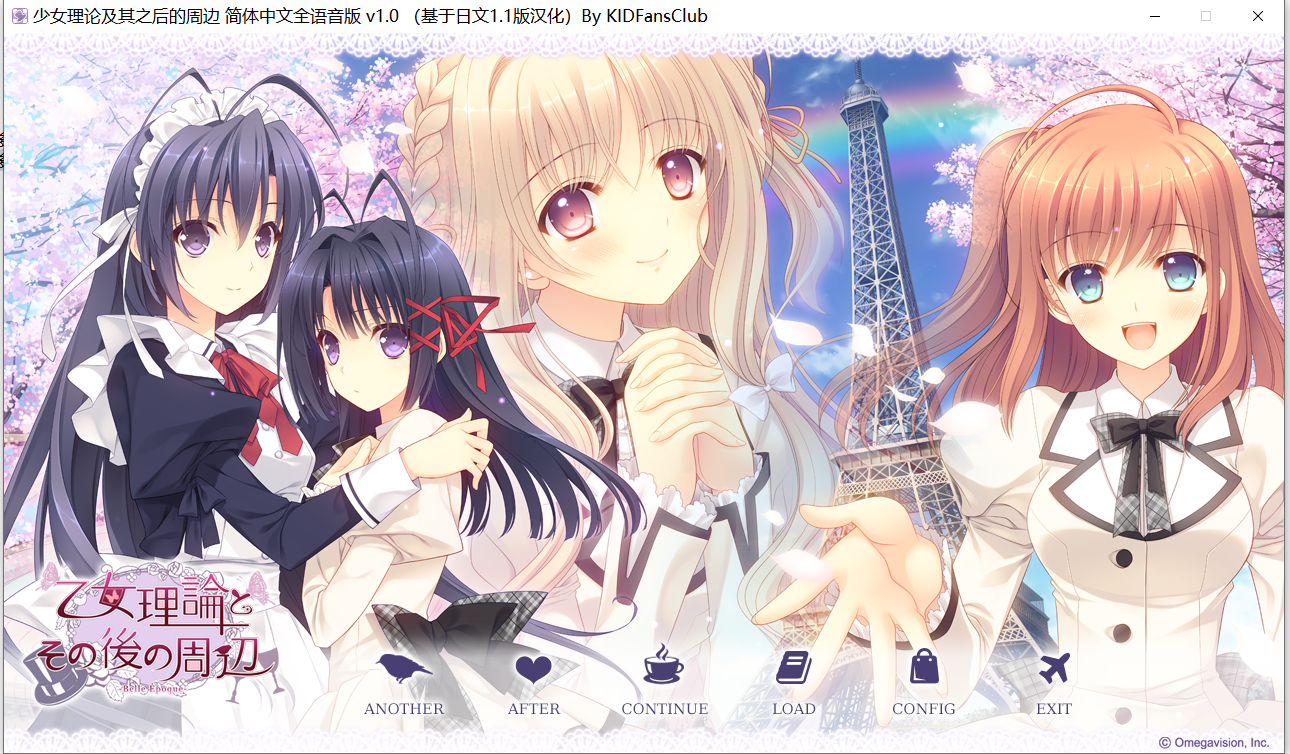 少女理论及其之后的周边 简体中文全语音版 v1.0 （基于日文1.1版汉化）By KIDFansClub
乙女理論と
その後の周辺
-Belle Époque-
ANOTHER
AFTER
CONTINUE
LOAD
CONFIG
EXIT
© Omegavision, Inc.